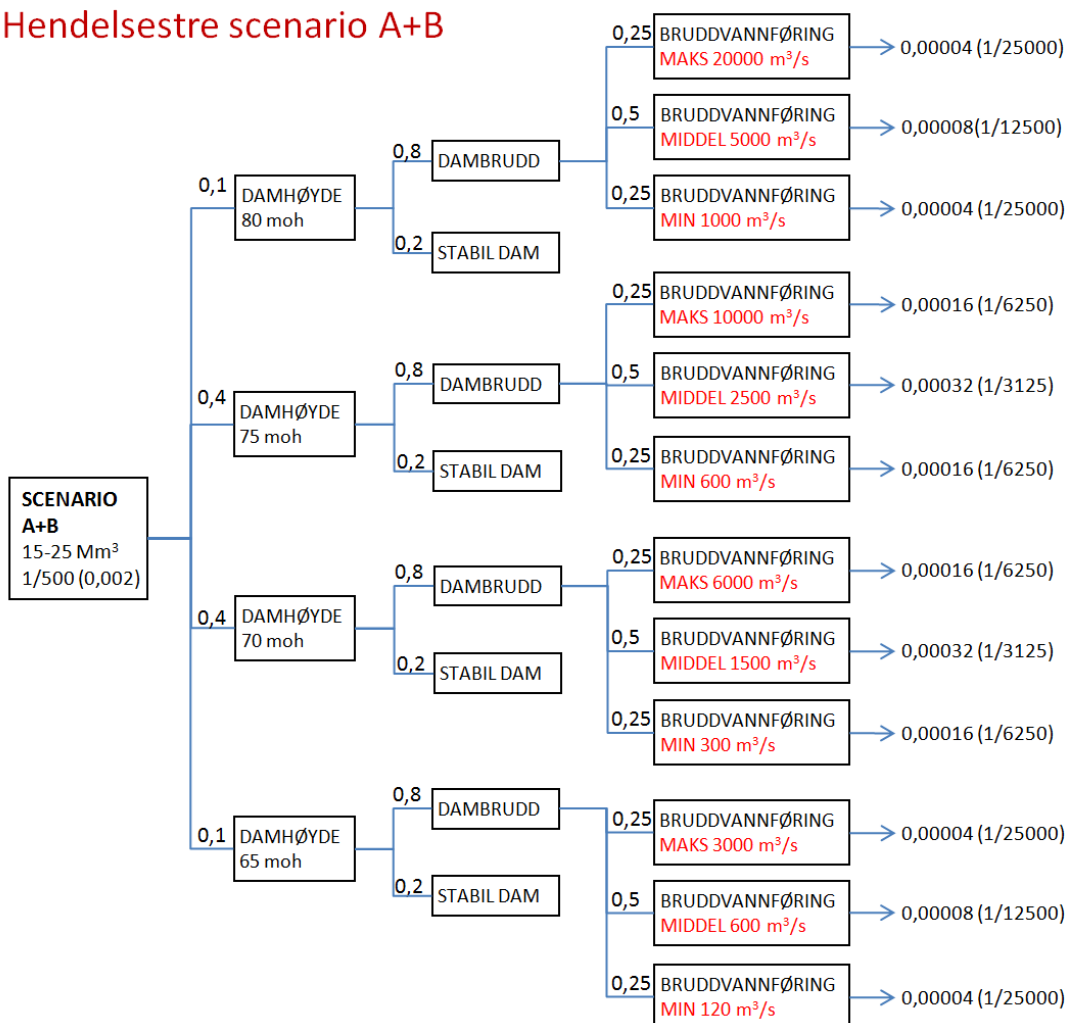 Hendelsestre scenario A+B
SCENARIO
A+B
15-25 Mm³
1/500 (0,002)
0,1
DAMHØYDE
80 moh
0,8
DAMBRUDD
0,25
BRUDDVANNFØRING
MAKS 20000 m³/s
0,00004 (1/25000)
0,5
BRUDDVANNFØRING
MIDDEL 5000 m³/s
0,00008(1/12500)
0,25
BRUDDVANNFØRING
MIN 1000 m³/s
0,00004 (1/25000)
0,2
STABIL DAM
0,4
DAMHØYDE
75 moh
0,8
DAMBRUDD
0,25
BRUDDVANNFØRING
MAKS 10000 m³/s
0,00016 (1/6250)
0,5
BRUDDVANNFØRING
MIDDEL 2500 m³/s
0,00032 (1/3125)
0,25
BRUDDVANNFØRING
MIN 600 m³/s
0,00016 (1/6250)
0,2
STABIL DAM
0,4
DAMHØYDE
70 moh
0,8
DAMBRUDD
0,25
BRUDDVANNFØRING
MAKS 6000 m³/s
0,00016 (1/6250)
0,5
BRUDDVANNFØRING
MIDDEL 1500 m³/s
0,00032 (1/3125)
0,25
BRUDDVANNFØRING
MIN 300 m³/s
0,00016 (1/6250)
0,2
STABIL DAM
0,1
DAMHØYDE
65 moh
0,8
DAMBRUDD
0,25
BRUDDVANNFØRING
MAKS 3000 m³/s
0,00004 (1/25000)
0,5
BRUDDVANNFØRING
MIDDEL 600 m³/s
0,00008 (1/12500)
0,25
BRUDDVANNFØRING
MIN 120 m³/s
0,00004 (1/25000)
0,2
STABIL DAM